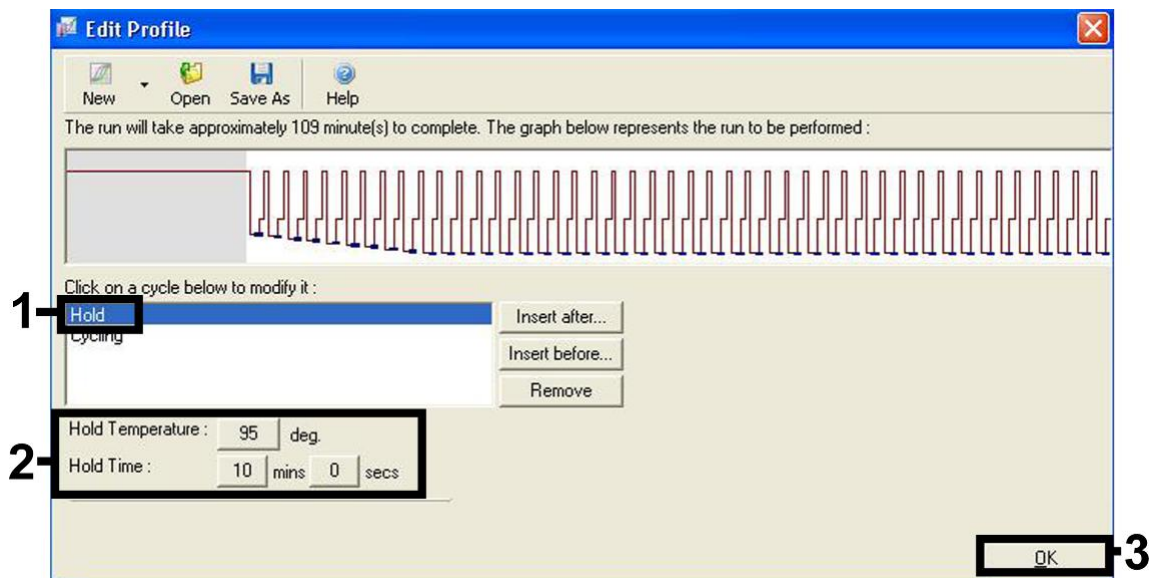 Edit Profile
New Open Save As Help
The run will take approximately 109 minute(s) to complete. The graph below represents the run to be performed :
Click on a cycle below to modify it :
1 Hold Insert after...
Cycling Insert before...
Remove
Hold Temperature : 95 deg.
2 Hold Time : 10 mins 0 secs
OK 3